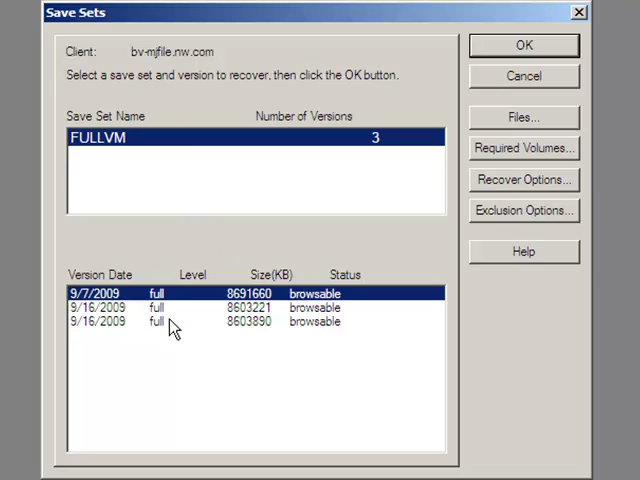 Save Sets
Client: bv-mjfile.nw.com
Select a save set and version to recover, then click the OK button.
Save Set Name Number of Versions
FULLVM 3
Version Date Level Size(KB) Status
9/7/2009 full 8691660 browsable
9/16/2009 full 8603221 browsable
9/16/2009 full 8603890 browsable
OK
Cancel
Files...
Required Volumes...
Recover Options...
Exclusion Options...
Help